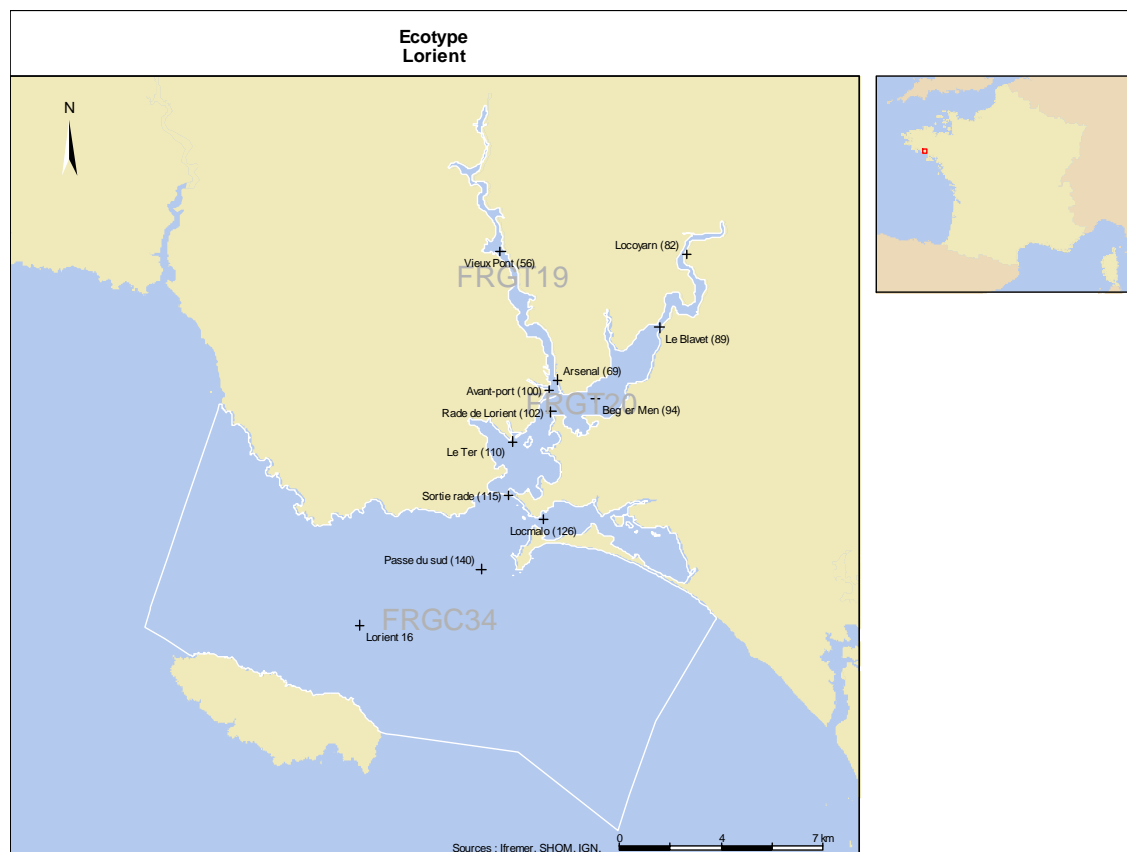 Ecotype
Lorient
N
Locoyarn (82)
Vieux Pont (56)
FRGT19
Le Blavet (89)
Arsenal (69)
Avant-port (100)
FRGT20
Rade de Lorient (102)
Beg er Men (94)
Le Ter (110)
Sortie rade (115)
Locmalo (126)
Passe du sud (140)
FRGC34
Lorient 16
0 4 7 km
Sources : Ifremer, SHOM, IGN,